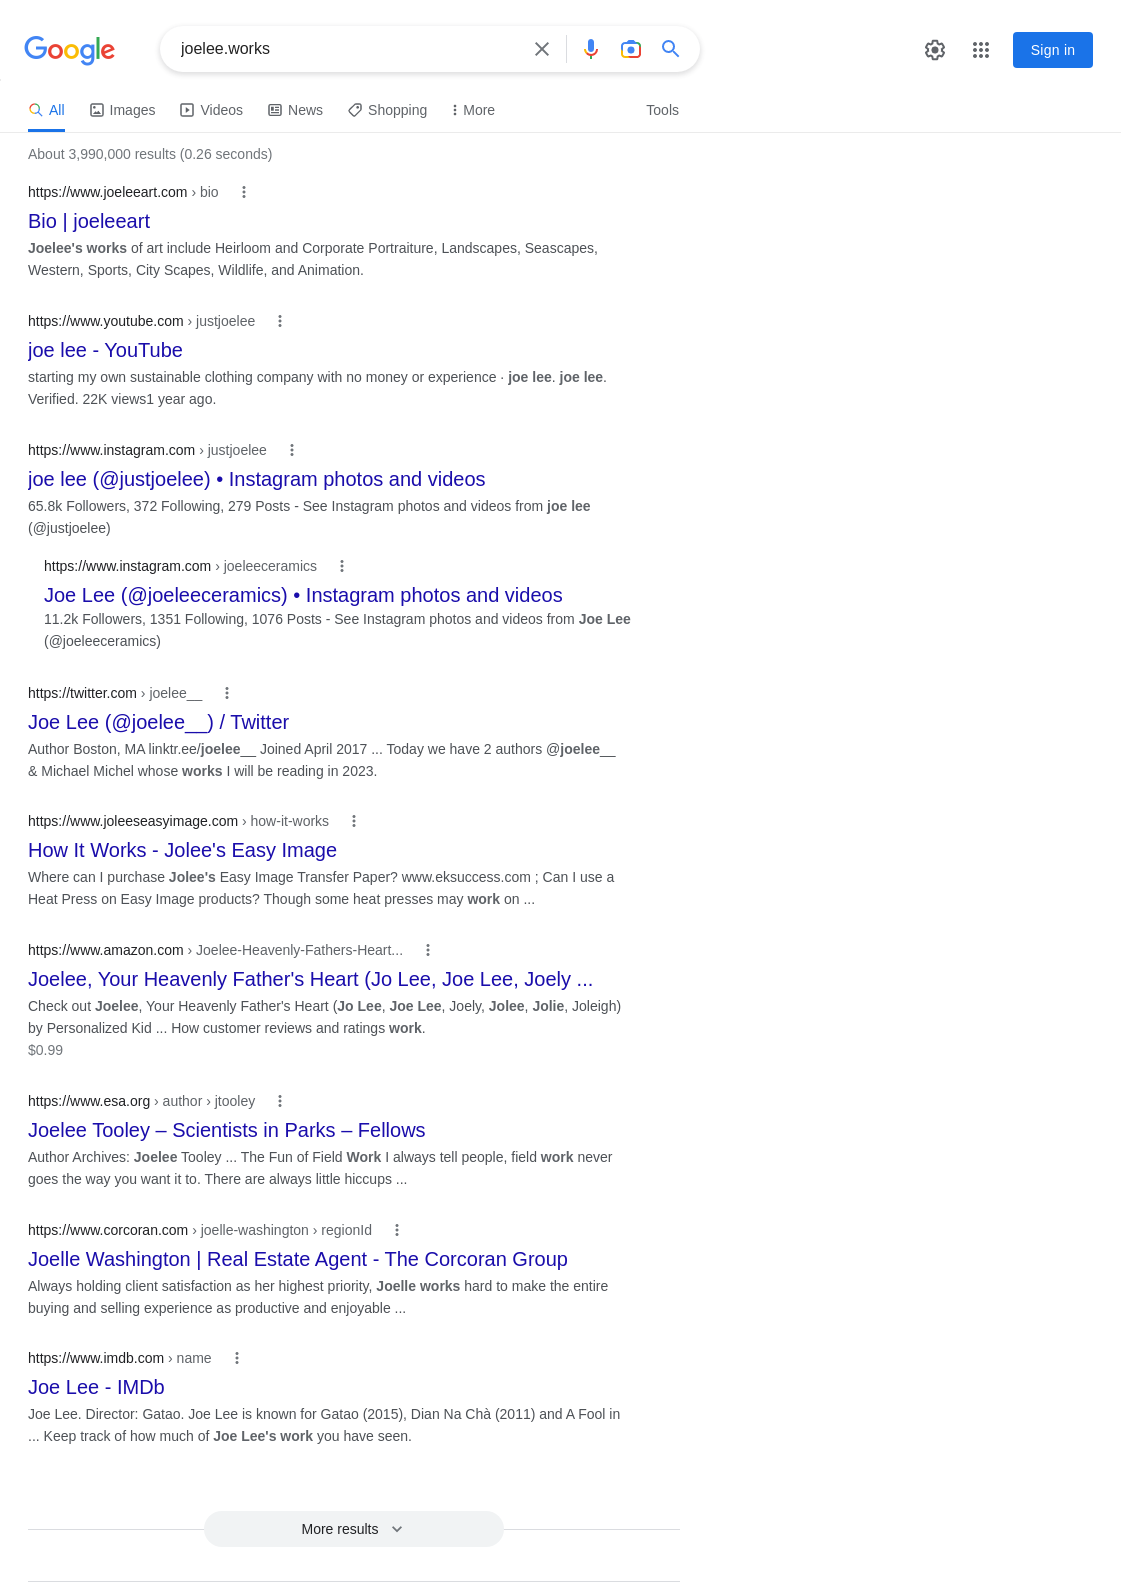 Google
joelee.works
Sign in
All
Images
Videos
News
Shopping
More
Tools
About 3,990,000 results (0.26 seconds)
https://www.joeleeart.com › bio
Bio | joeleeart
Joelee's works of art include Heirloom and Corporate Portraiture, Landscapes, Seascapes,
Western, Sports, City Scapes, Wildlife, and Animation.
https://www.youtube.com › justjoelee
joe lee - YouTube
starting my own sustainable clothing company with no money or experience · joe lee. joe lee.
Verified. 22K views1 year ago.
https://www.instagram.com › justjoelee
joe lee (@justjoelee) • Instagram photos and videos
65.8k Followers, 372 Following, 279 Posts - See Instagram photos and videos from joe lee
(@justjoelee)
https://www.instagram.com › joeleeceramics
Joe Lee (@joeleeceramics) • Instagram photos and videos
11.2k Followers, 1351 Following, 1076 Posts - See Instagram photos and videos from Joe Lee
(@joeleeceramics)
https://twitter.com › joelee__
Joe Lee (@joelee__) / Twitter
Author Boston, MA linktr.ee/joelee__ Joined April 2017 ... Today we have 2 authors @joelee__
& Michael Michel whose works I will be reading in 2023.
https://www.joleeseasyimage.com › how-it-works
How It Works - Jolee's Easy Image
Where can I purchase Jolee's Easy Image Transfer Paper? www.eksuccess.com ; Can I use a
Heat Press on Easy Image products? Though some heat presses may work on ...
https://www.amazon.com › Joelee-Heavenly-Fathers-Heart...
Joelee, Your Heavenly Father's Heart (Jo Lee, Joe Lee, Joely ...
Check out Joelee, Your Heavenly Father's Heart (Jo Lee, Joe Lee, Joely, Jolee, Jolie, Joleigh)
by Personalized Kid ... How customer reviews and ratings work.
$0.99
https://www.esa.org › author › jtooley
Joelee Tooley – Scientists in Parks – Fellows
Author Archives: Joelee Tooley ... The Fun of Field Work I always tell people, field work never
goes the way you want it to. There are always little hiccups ...
https://www.corcoran.com › joelle-washington › regionId
Joelle Washington | Real Estate Agent - The Corcoran Group
Always holding client satisfaction as her highest priority, Joelle works hard to make the entire
buying and selling experience as productive and enjoyable ...
https://www.imdb.com › name
Joe Lee - IMDb
Joe Lee. Director: Gatao. Joe Lee is known for Gatao (2015), Dian Na Chà (2011) and A Fool in
... Keep track of how much of Joe Lee's work you have seen.
More results